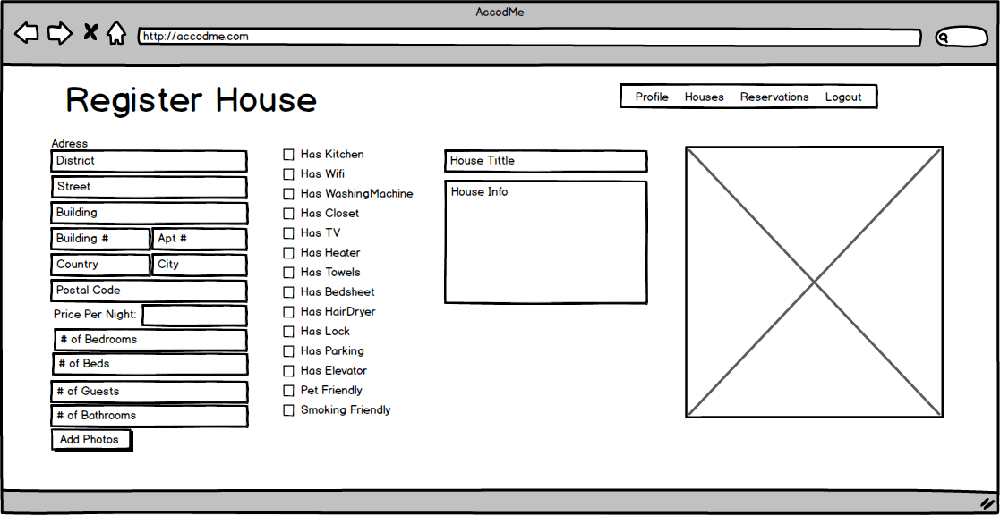 AccodMe
http://accodme.com
Register House
Profile Houses Reservations Logout
Adress
District
Street
Building
Building # Apt #
Country City
Postal Code
Price Per Night:
# of Bedrooms
# of Beds
# of Guests
# of Bathrooms
Add Photos
Has Kitchen
Has Wifi
Has WashingMachine
Has Closet
Has TV
Has Heater
Has Towels
Has Bedsheet
Has HairDryer
Has Lock
Has Parking
Has Elevator
Pet Friendly
Smoking Friendly
House Tittle
House Info